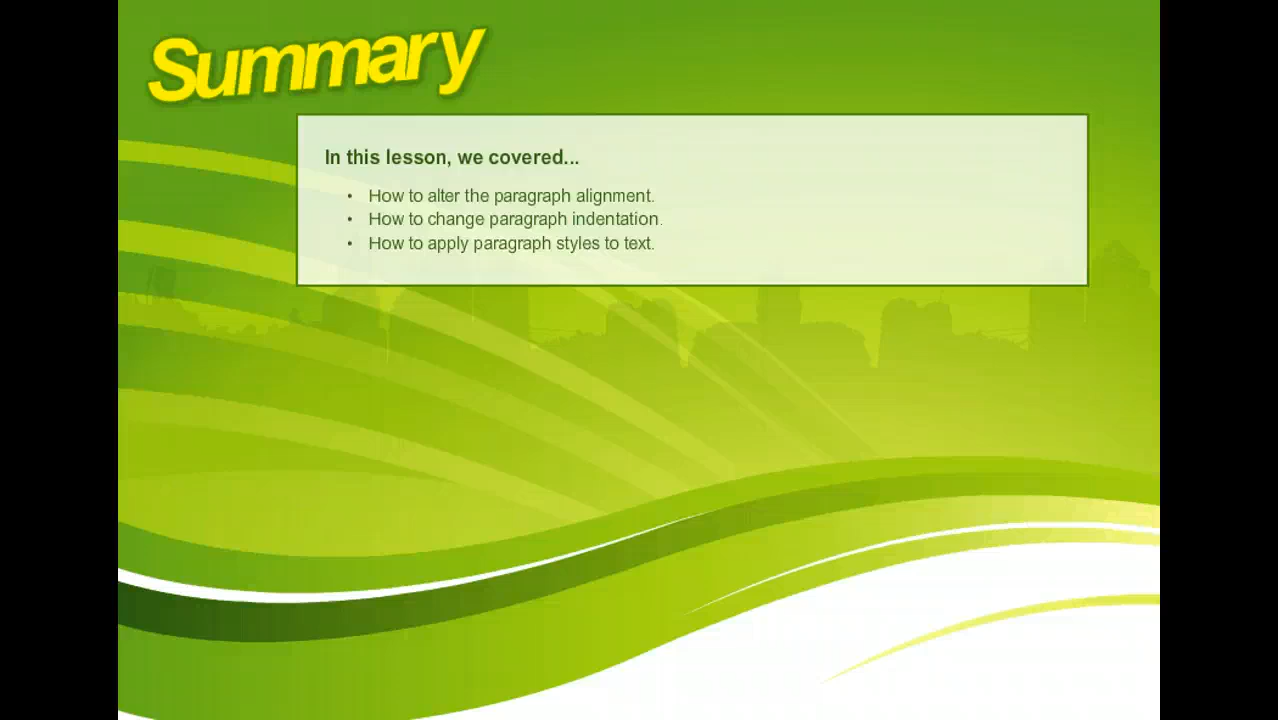 Summary
In this lesson, we covered...
• How to alter the paragraph alignment.
• How to change paragraph indentation.
• How to apply paragraph styles to text.